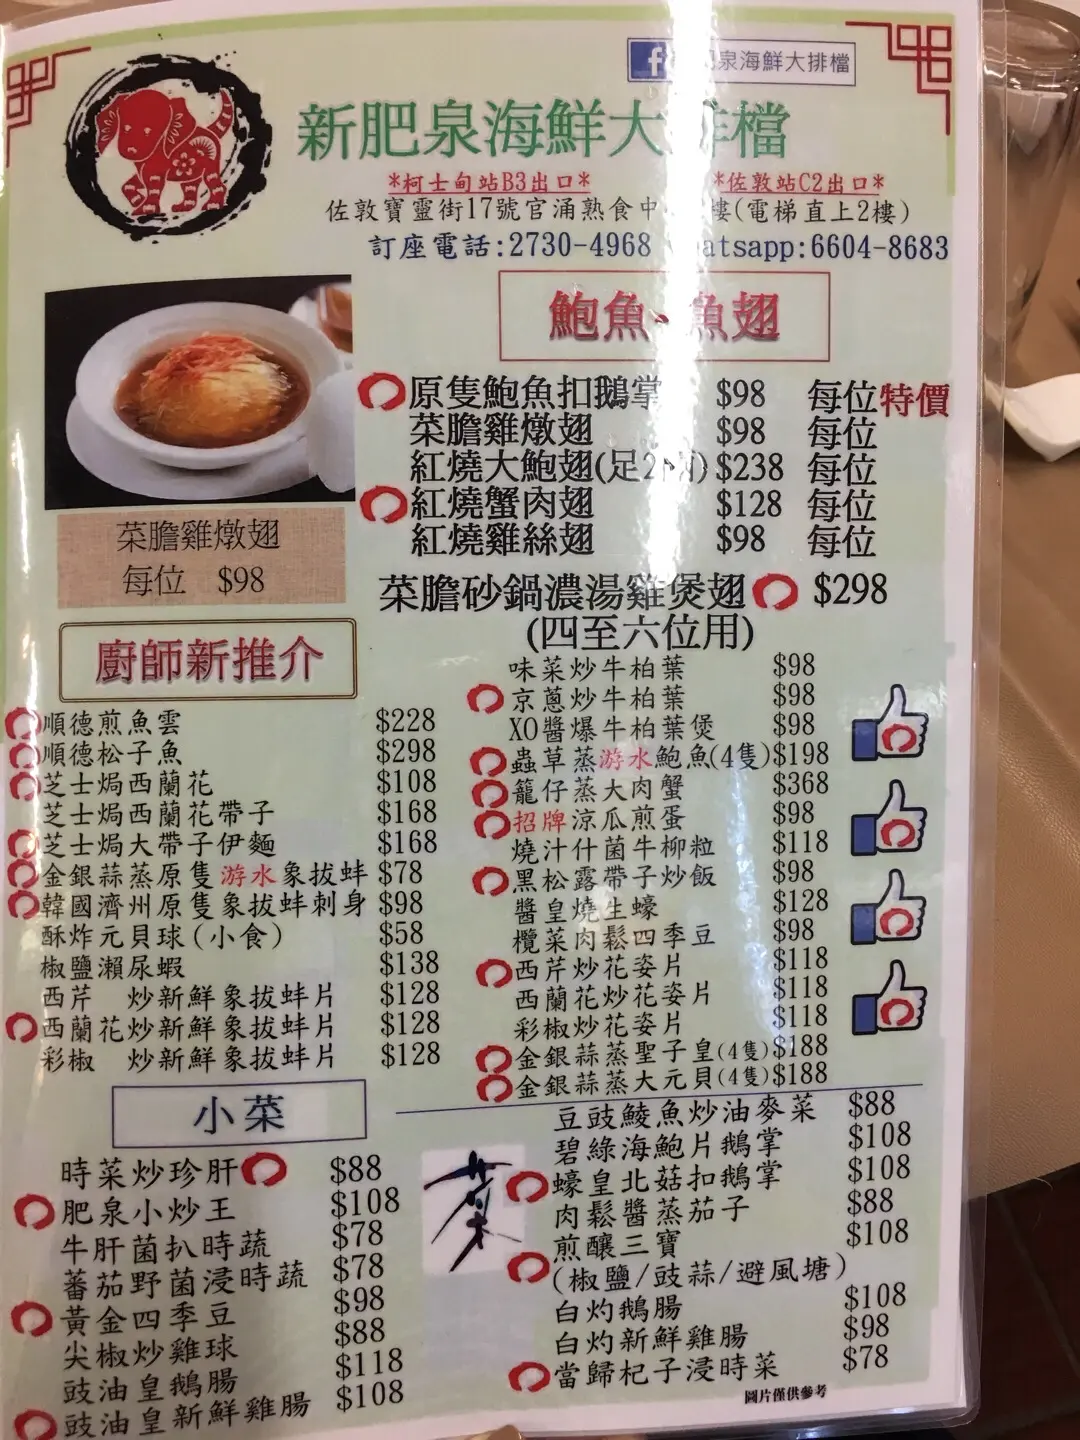 f 肥泉海鮮大排檔
新肥泉海鮮大排檔
*柯士甸站B3出口* *佐敦站C2出口*
佐敦寶靈街17號官涌熟食中 樓(電梯直上2樓)
訂座電話:2730-4968 Whatsapp:6604-8683
鮑魚、魚翅
原隻鮑魚扣鵝掌 $98 每位特價
菜膽雞燉翅 $98 每位
紅燒大鮑翅(足2 ) $238 每位
紅燒蟹肉翅 $128 每位
紅燒雞絲翅 $98 每位
菜膽砂鍋濃湯雞煲翅 $298
(四至六位用)
菜膽雞燉翅
每位 $98
廚師新推介
順德煎魚雲 $228
順德松子魚 $298
芝士焗西蘭花 $108
芝士焗西蘭花帶子 $168
芝士焗大帶子伊麵 $168
金銀蒜蒸原隻游水象拔蚌 $78
韓國濟州原隻象拔蚌刺身 $98
酥炸元貝球(小食) $58
椒鹽瀨尿蝦 $138
西芹 炒新鮮象拔蚌片 $128
西蘭花炒新鮮象拔蚌片 $128
彩椒 炒新鮮象拔蚌片 $128
味菜炒牛柏葉 $98
京蔥炒牛柏葉 $98
XO醬爆牛柏葉煲 $98
蟲草蒸游水鮑魚(4隻) $198
籠仔蒸大肉蟹 $368
招牌涼瓜煎蛋 $98
燒汁什菌牛柳粒 $118
黑松露帶子炒飯 $98
醬皇燒生蠔 $128
欖菜肉鬆四季豆 $98
西芹炒花姿片 $118
西蘭花炒花姿片 $118
彩椒炒花姿片 $118
金銀蒜蒸聖子皇(4隻) $188
金銀蒜蒸大元貝(4隻) $188
小菜
時菜炒珍肝 $88
肥泉小炒王 $108
牛肝菌扒時蔬 $78
蕃茄野菌浸時蔬 $78
黃金四季豆 $98
尖椒炒雞球 $88
豉油皇鵝腸 $118
豉油皇新鮮雞腸 $108
菜
豆豉鯪魚炒油麥菜 $88
碧綠海鮑片鵝掌 $108
蠔皇北菇扣鵝掌 $108
肉鬆醬蒸茄子 $88
煎釀三寶 $108
(椒鹽/豉蒜/避風塘)
白灼鵝腸 $108
白灼新鮮雞腸 $98
當歸杞子浸時菜 $78
圖片僅供參考